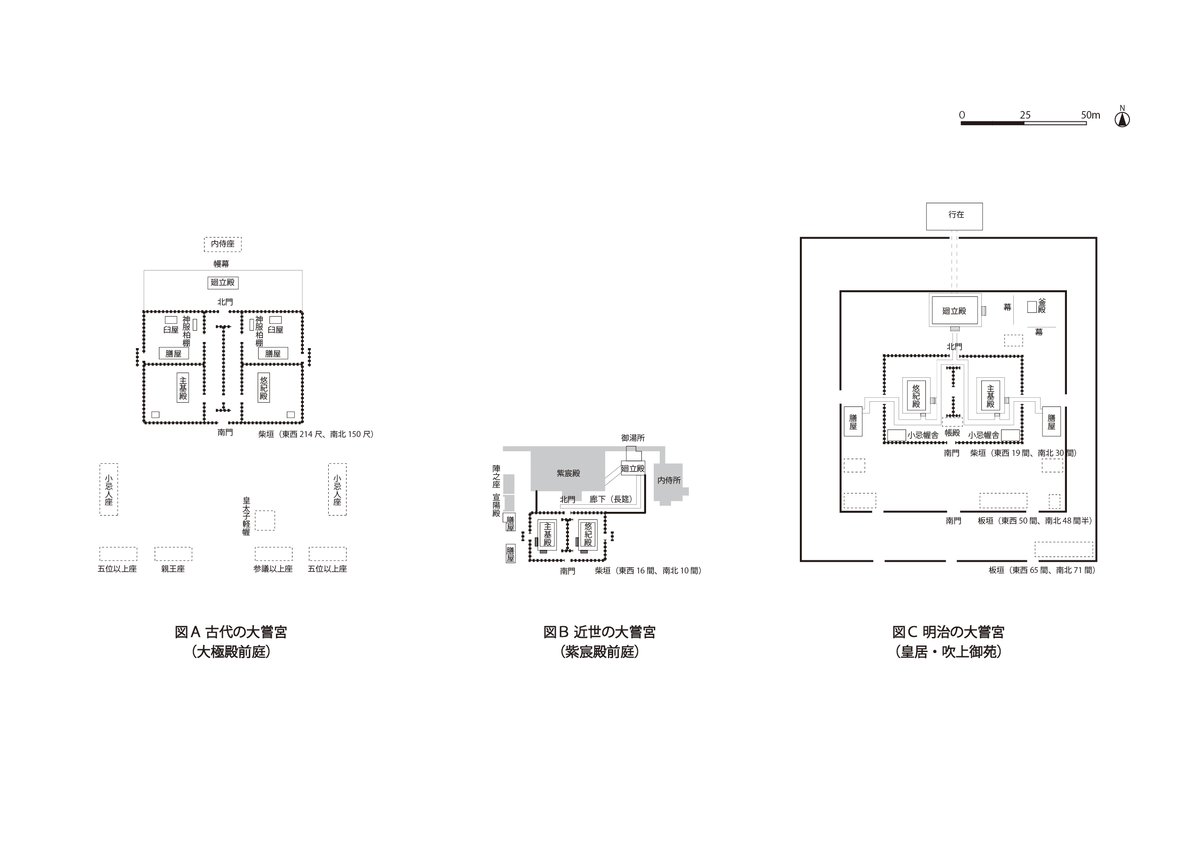 0 25 50m
N
内侍座
幔幕
廻立殿
北門
臼屋
神服柏棚
神服柏棚
臼屋
膳屋
膳屋
主基殿
悠紀殿
南門
柴垣（東西 214 尺、南北 150 尺）
小忌人座
小忌人座
皇太子軽幄
五位以上座
親王座
参議以上座
五位以上座
図A 古代の大嘗宮
（大極殿前庭）
御湯所
紫宸殿
廻立殿
内侍所
陣之座
宣陽殿
北門
廊下（長筵）
膳屋
膳屋
主基殿
悠紀殿
南門
柴垣（東西 16 間、南北 10 間）
図B 近世の大嘗宮
（紫宸殿前庭）
行在
廻立殿
幕
釜殿
幕
北門
悠紀殿
主基殿
膳屋
膳屋
小忌幄舎
帳殿
小忌幄舎
南門
柴垣（東西 19 間、南北 30 間）
南門
板垣（東西 50 間、南北 48 間半）
板垣（東西 65 間、南北 71 間）
図C 明治の大嘗宮
（皇居・吹上御苑）